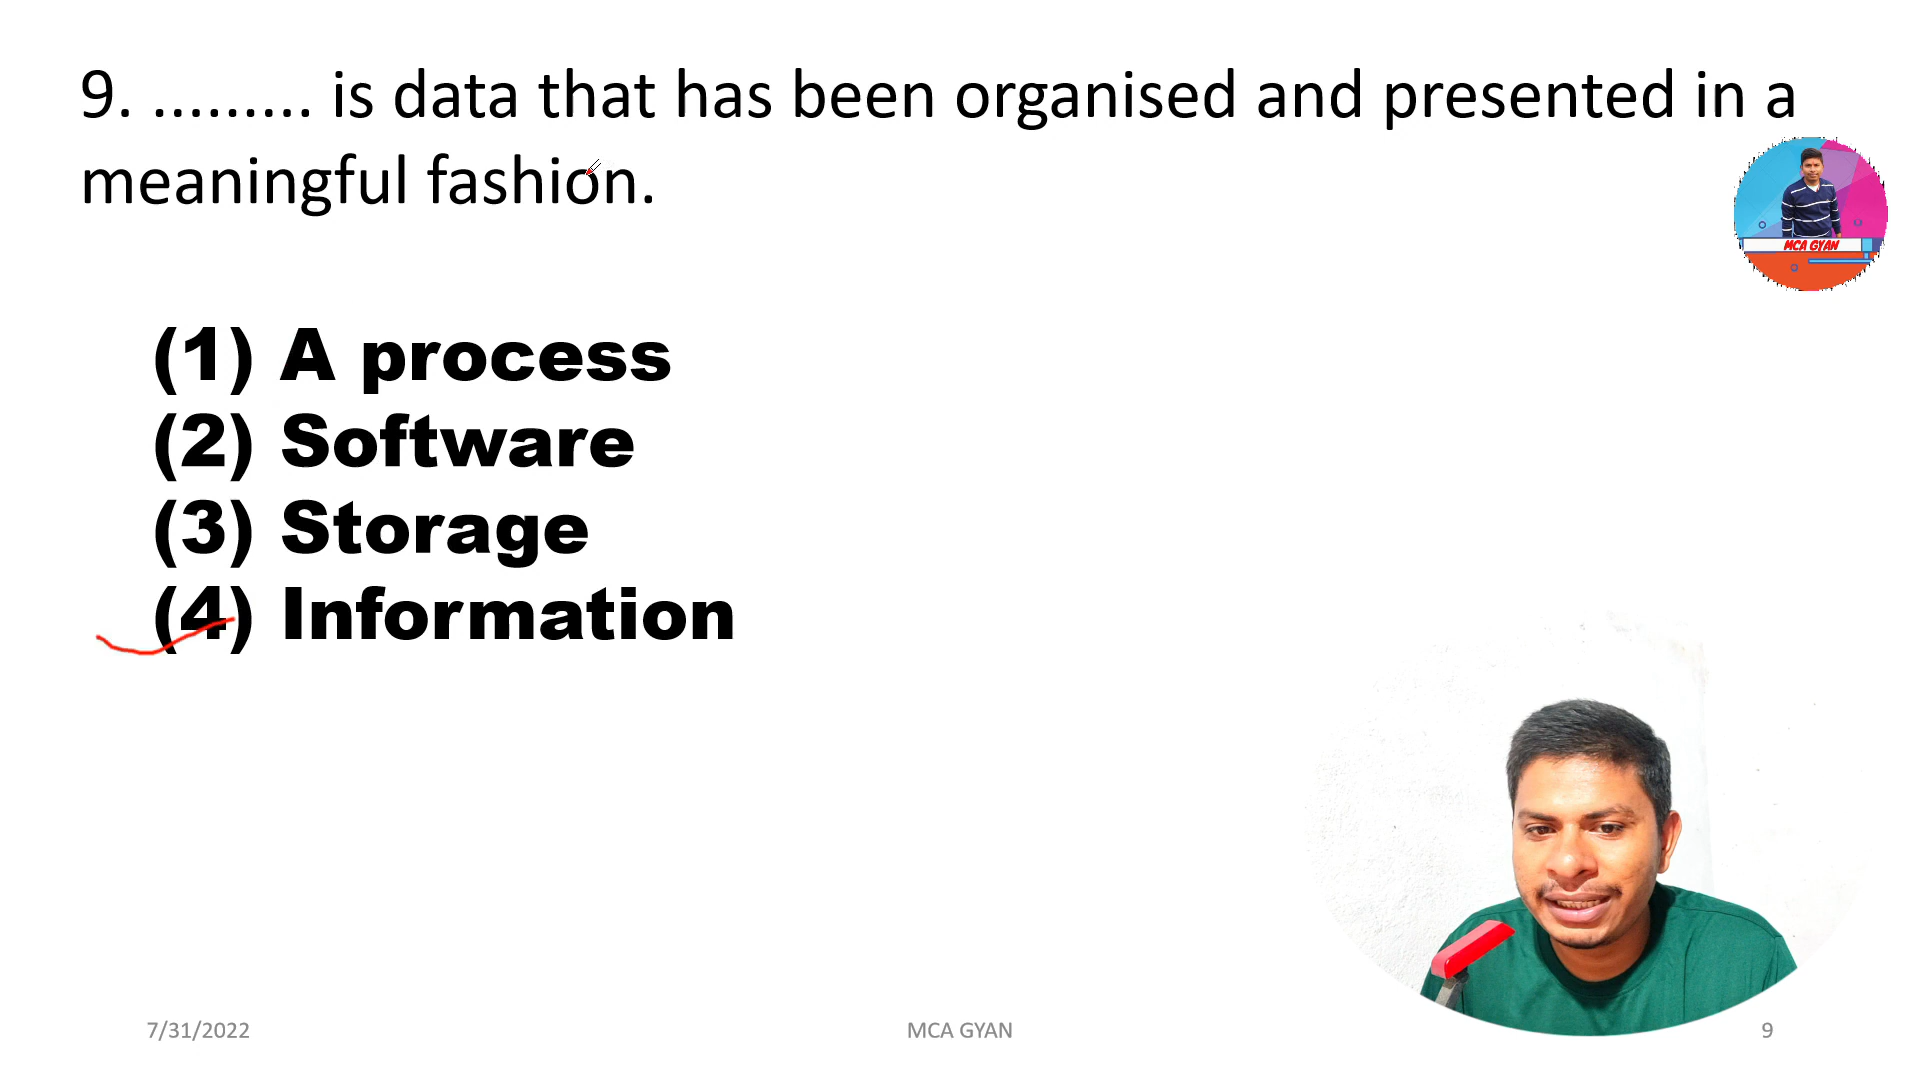 9. ......... is data that has been organised and presented in a
meaningful fashion.
MCA GYAN
(1) A process
(2) Software
(3) Storage
(4) Information
7/31/2022
MCA GYAN
9